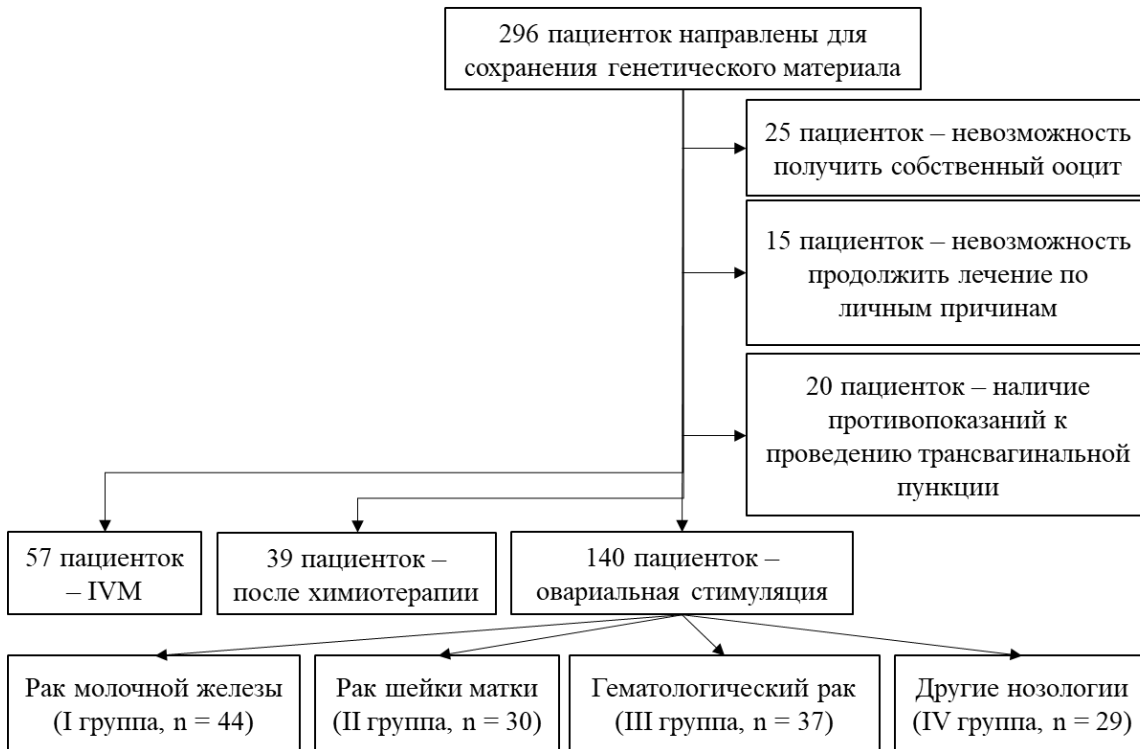 296 пациенток направлены для
сохранения генетического материала
25 пациенток – невозможность
получить собственный ооцит
15 пациенток – невозможность
продолжить лечение по
личным причинам
20 пациенток – наличие
противопоказаний к
проведению трансвагинальной
пункции
57 пациенток
– IVM
39 пациенток –
после химиотерапии
140 пациенток –
овариальная стимуляция
Рак молочной железы
(I группа, n = 44)
Рак шейки матки
(II группа, n = 30)
Гематологический рак
(III группа, n = 37)
Другие нозологии
(IV группа, n = 29)